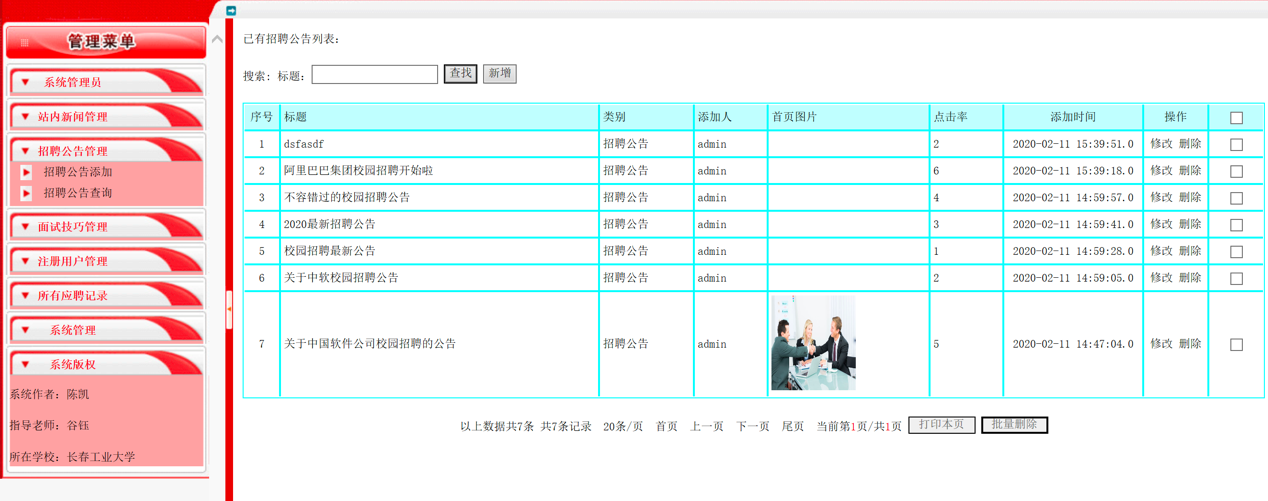 管理菜单
系统管理员
站内新闻管理
招聘公告管理
招聘公告添加
招聘公告查询
面试技巧管理
注册用户管理
所有应聘记录
系统管理
系统版权
系统作者：陈凯
指导老师：谷钰
所在学校：长春工业大学
已有招聘公告列表：
搜索: 标题： 查找 新增
序号 标题 类别 添加人 首页图片 点击率 添加时间 操作
1 dsfasdf 招聘公告 admin 2 2020-02-11 15:39:51.0 修改 删除
2 阿里巴巴集团校园招聘开始啦 招聘公告 admin 6 2020-02-11 15:39:18.0 修改 删除
3 不容错过的校园招聘公告 招聘公告 admin 4 2020-02-11 14:59:57.0 修改 删除
4 2020最新招聘公告 招聘公告 admin 3 2020-02-11 14:59:41.0 修改 删除
5 校园招聘最新公告 招聘公告 admin 1 2020-02-11 14:59:28.0 修改 删除
6 关于中软校园招聘公告 招聘公告 admin 2 2020-02-11 14:59:05.0 修改 删除
7 关于中国软件公司校园招聘的公告 招聘公告 admin 5 2020-02-11 14:47:04.0 修改 删除
以上数据共7条 共7条记录 20条/页 首页 上一页 下一页 尾页 当前第1页/共1页 打印本页 批量删除